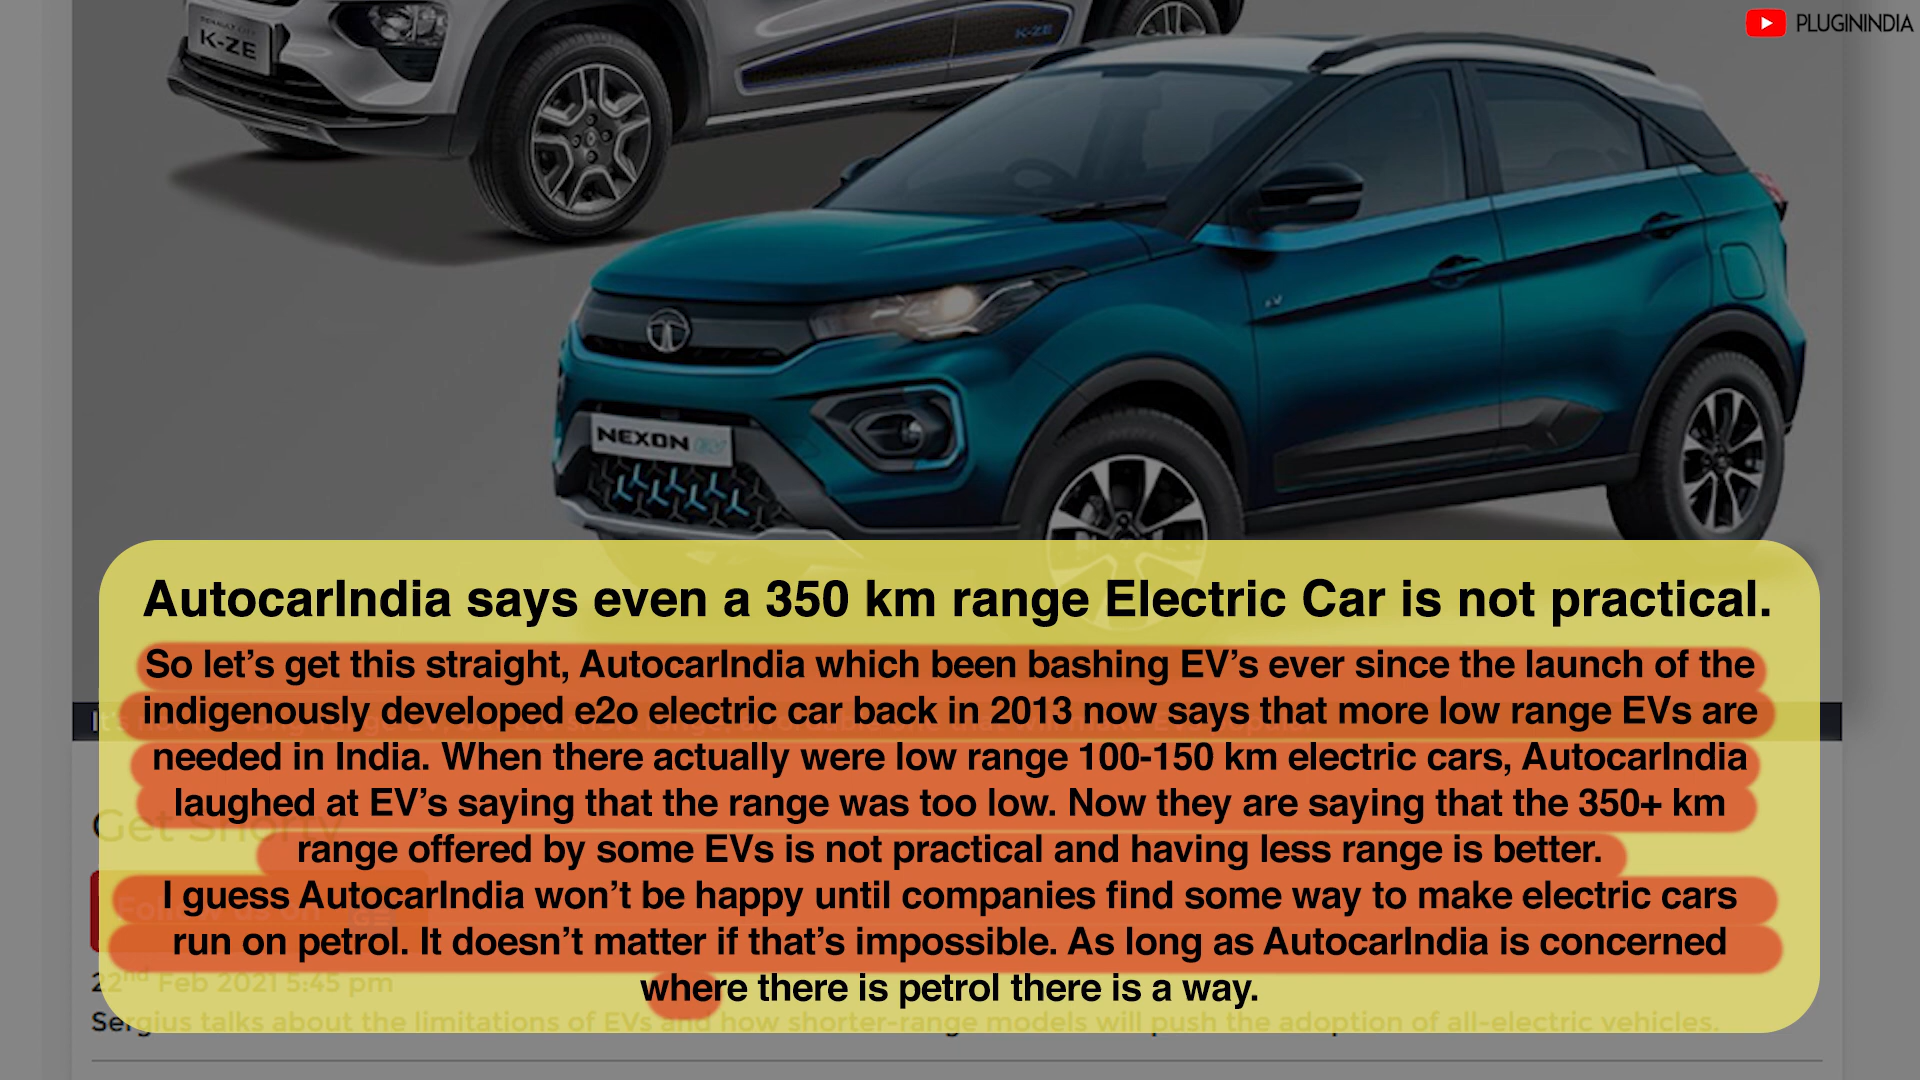 PLUGININDIA
K-ZE
K-ZE
NEXON EV
AutocarIndia says even a 350 km range Electric Car is not practical.
So let's get this straight, AutocarIndia which been bashing EV's ever since the launch of the
indigenously developed e2o electric car back in 2013 now says that more low range EVs are
needed in India. When there actually were low range 100-150 km electric cars, AutocarIndia
laughed at EV's saying that the range was too low. Now they are saying that the 350+ km
range offered by some EVs is not practical and having less range is better.
I guess AutocarIndia won't be happy until companies find some way to make electric cars
run on petrol. It doesn't matter if that's impossible. As long as AutocarIndia is concerned
where there is petrol there is a way.
Get Shorty
Follow us on
22nd Feb 2021 5:45 pm
Sergius talks about the limitations of EVs and how shorter-range models will push the adoption of all-electric vehicles.